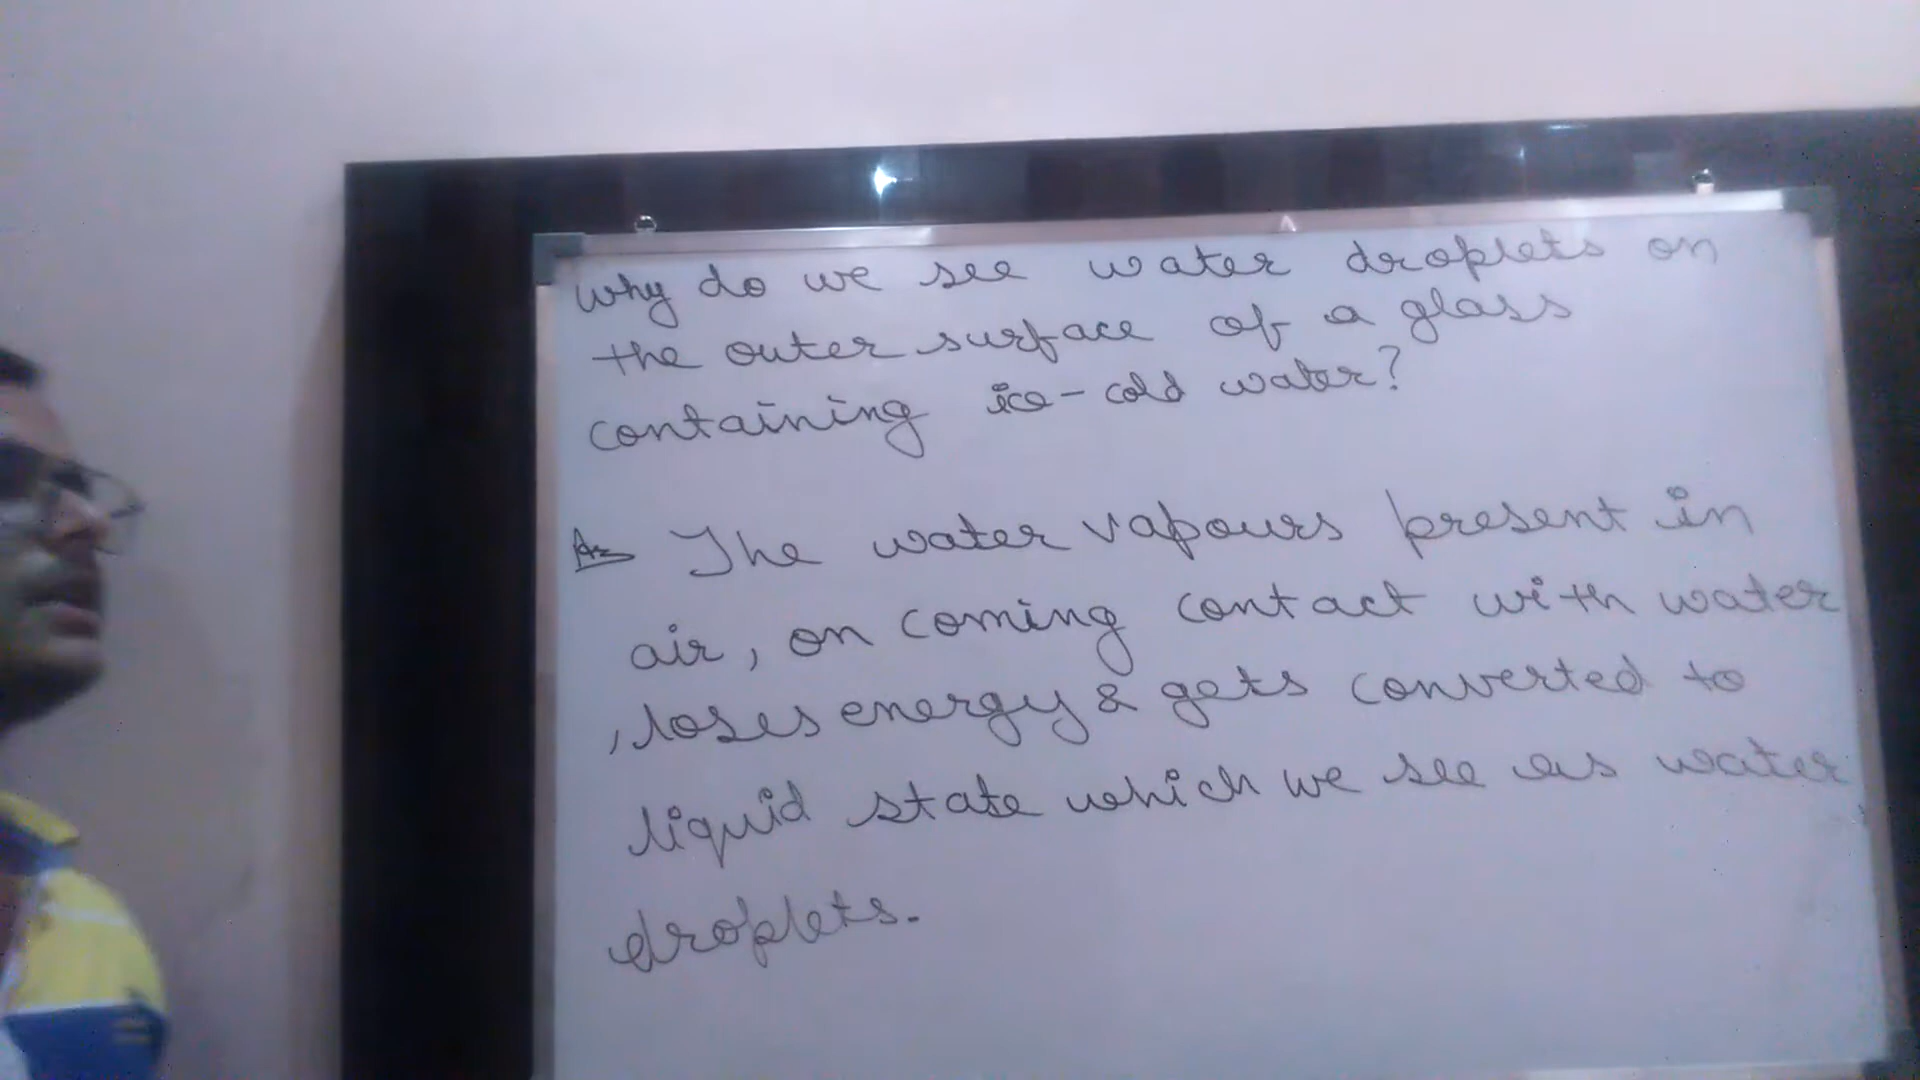 why do we see water droplets on
the outer surface of a glass
containing ice-cold water?
As The water vapours present in
air, on coming contact with water
, loses energy & gets converted to
liquid state which we see as water
droplets.